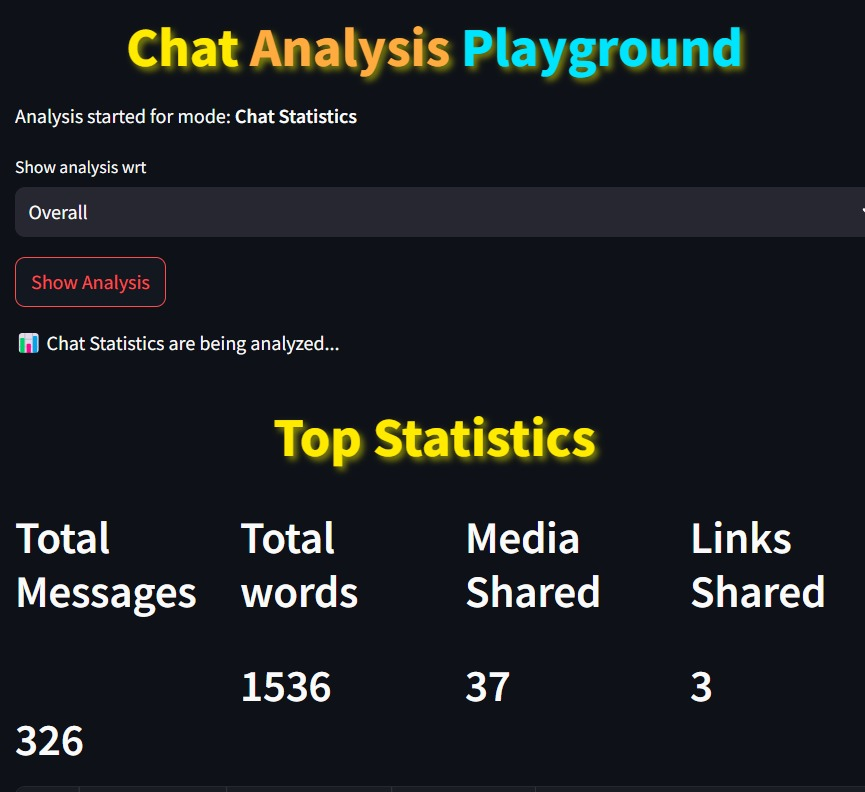 Chat Analysis Playground
Analysis started for mode: Chat Statistics
Show analysis wrt
Overall
Show Analysis
📊 Chat Statistics are being analyzed...
Top Statistics
Total Messages
Total words
Media Shared
Links Shared
326
1536
37
3